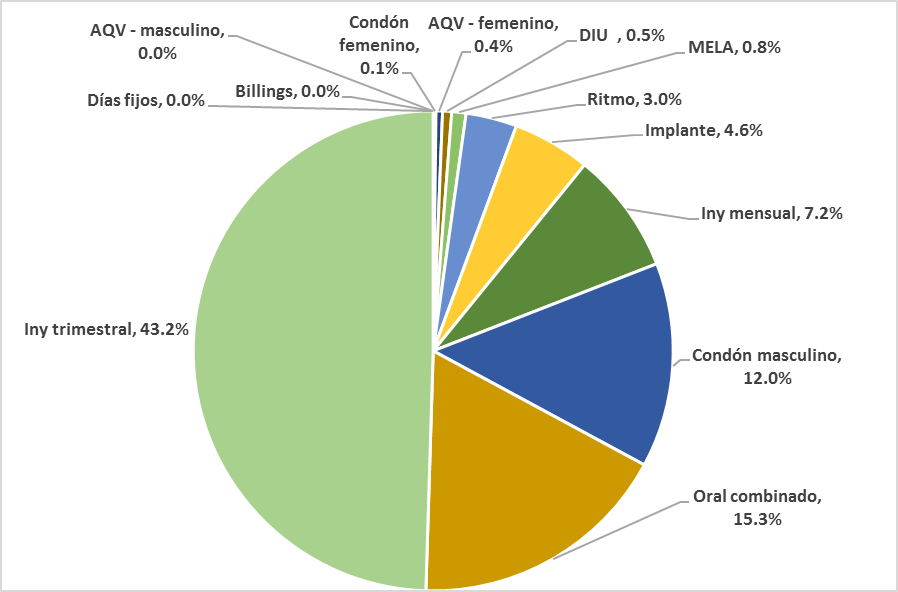 AQV - masculino,
0.0%
Condón
femenino,
0.1%
AQV - femenino,
0.4%
DIU , 0.5%
MELA, 0.8%
Días fijos, 0.0%
Billings, 0.0%
Ritmo, 3.0%
Implante, 4.6%
Iny mensual, 7.2%
Iny trimestral, 43.2%
Condón masculino,
12.0%
Oral combinado,
15.3%